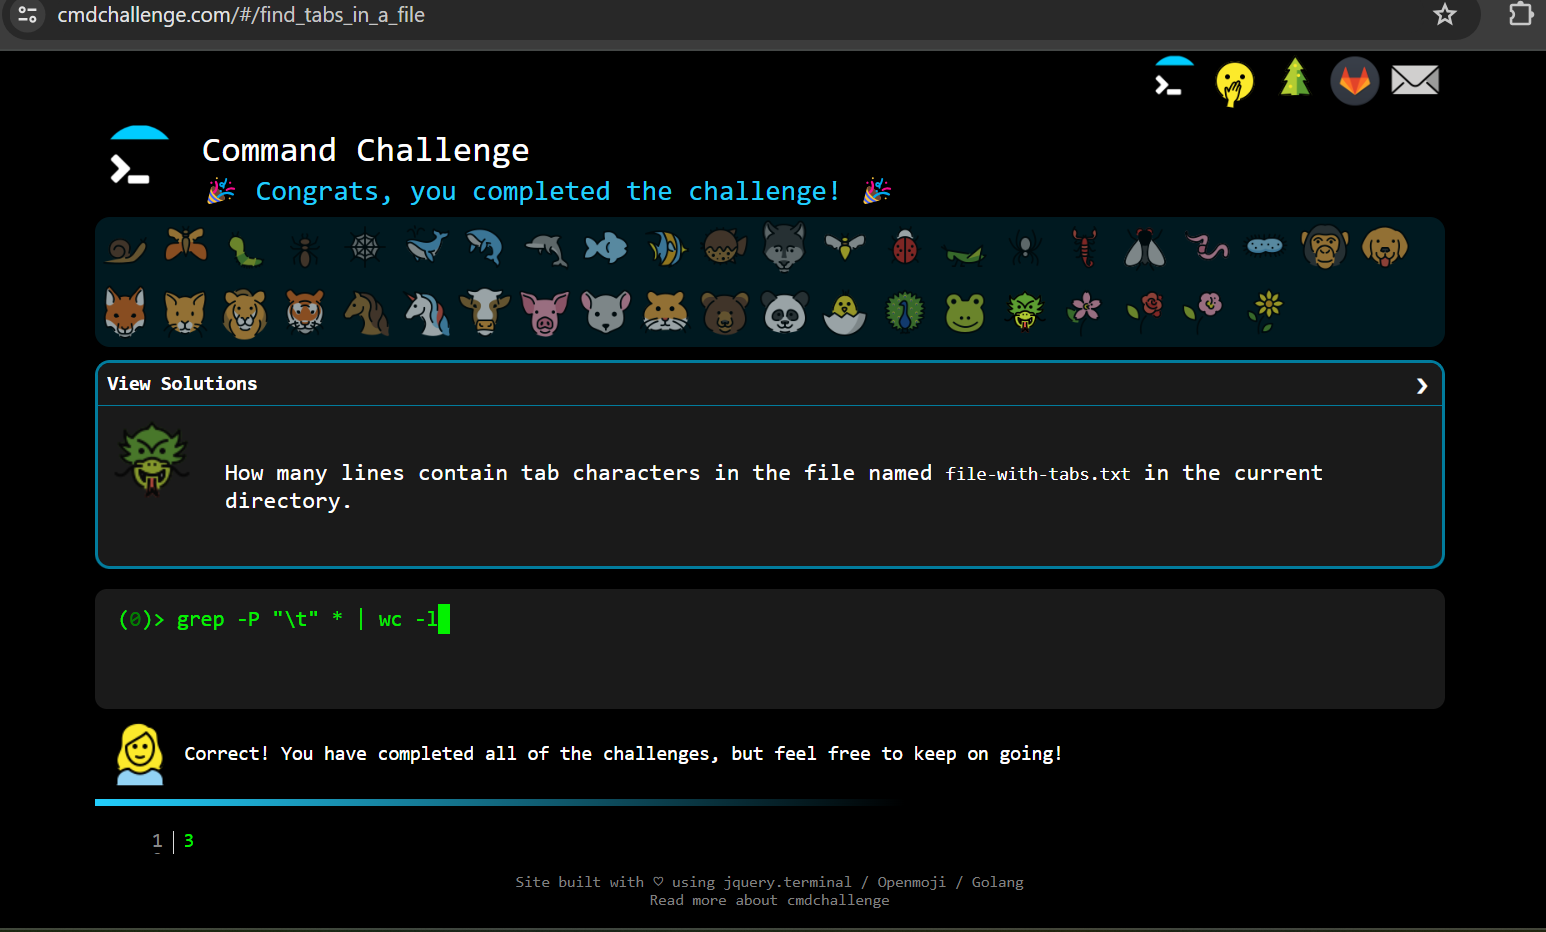 cmdchallenge.com/#/find_tabs_in_a_file
Command Challenge
🎉 Congrats, you completed the challenge! 🎉
View Solutions
How many lines contain tab characters in the file named file-with-tabs.txt in the current
directory.
(0)> grep -P "\t" * | wc -l
Correct! You have completed all of the challenges, but feel free to keep on going!
1 3
Site built with ♡ using jquery.terminal / Openmoji / Golang
Read more about cmdchallenge